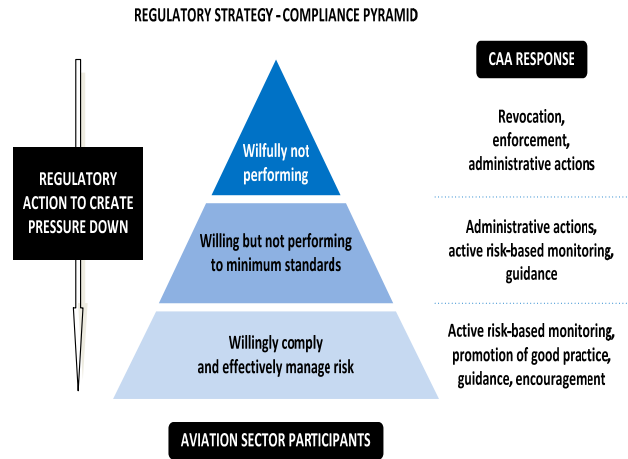 REGULATORY STRATEGY – COMPLIANCE PYRAMID
CAA RESPONSE
REGULATORY
ACTION TO CREATE
PRESSURE DOWN
Wilfully not
performing
Revocation,
enforcement,
administrative actions
Willing but not performing
to minimum standards
Administrative actions,
active risk-based monitoring,
guidance
Willingly comply
and effectively manage risk
Active risk-based monitoring,
promotion of good practice,
guidance, encouragement
AVIATION SECTOR PARTICIPANTS